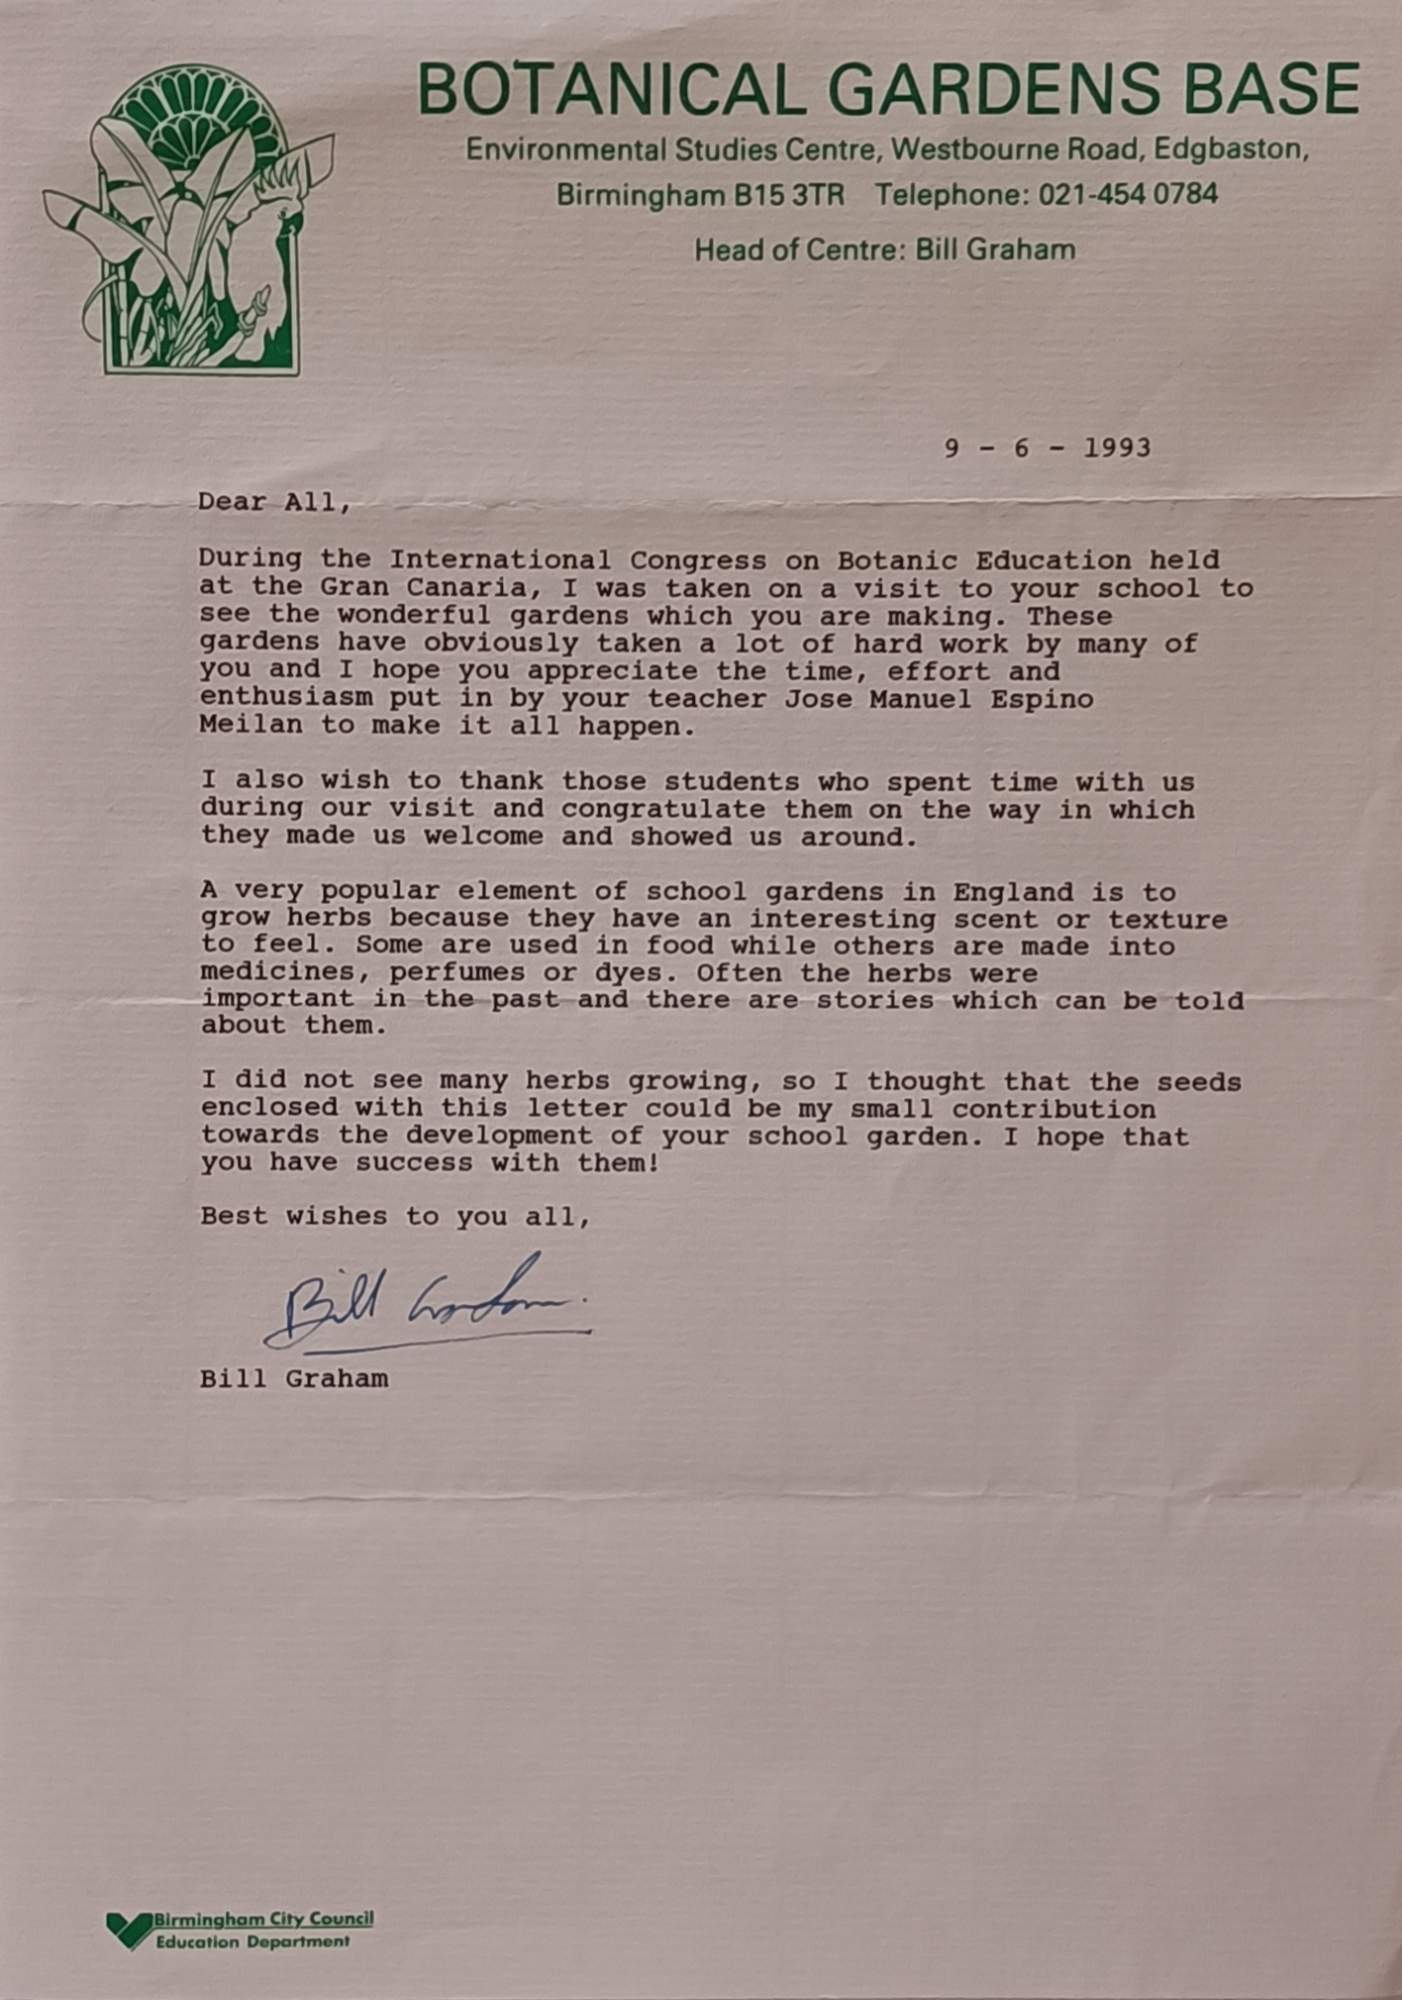 BOTANICAL GARDENS BASE
Environmental Studies Centre, Westbourne Road, Edgbaston,
Birmingham B15 3TR Telephone: 021-454 0784
Head of Centre: Bill Graham
9 - 6 - 1993
Dear All,
During the International Congress on Botanic Education held
at the Gran Canaria, I was taken on a visit to your school to
see the wonderful gardens which you are making. These
gardens have obviously taken a lot of hard work by many of
you and I hope you appreciate the time, effort and
enthusiasm put in by your teacher Jose Manuel Espino
Meilan to make it all happen.
I also wish to thank those students who spent time with us
during our visit and congratulate them on the way in which
they made us welcome and showed us around.
A very popular element of school gardens in England is to
grow herbs because they have an interesting scent or texture
to feel. Some are used in food while others are made into
medicines, perfumes or dyes. Often the herbs were
important in the past and there are stories which can be told
about them.
I did not see many herbs growing, so I thought that the seeds
enclosed with this letter could be my small contribution
towards the development of your school garden. I hope that
you have success with them!
Best wishes to you all,
Bill Graham.
Bill Graham
Birmingham City Council
Education Department